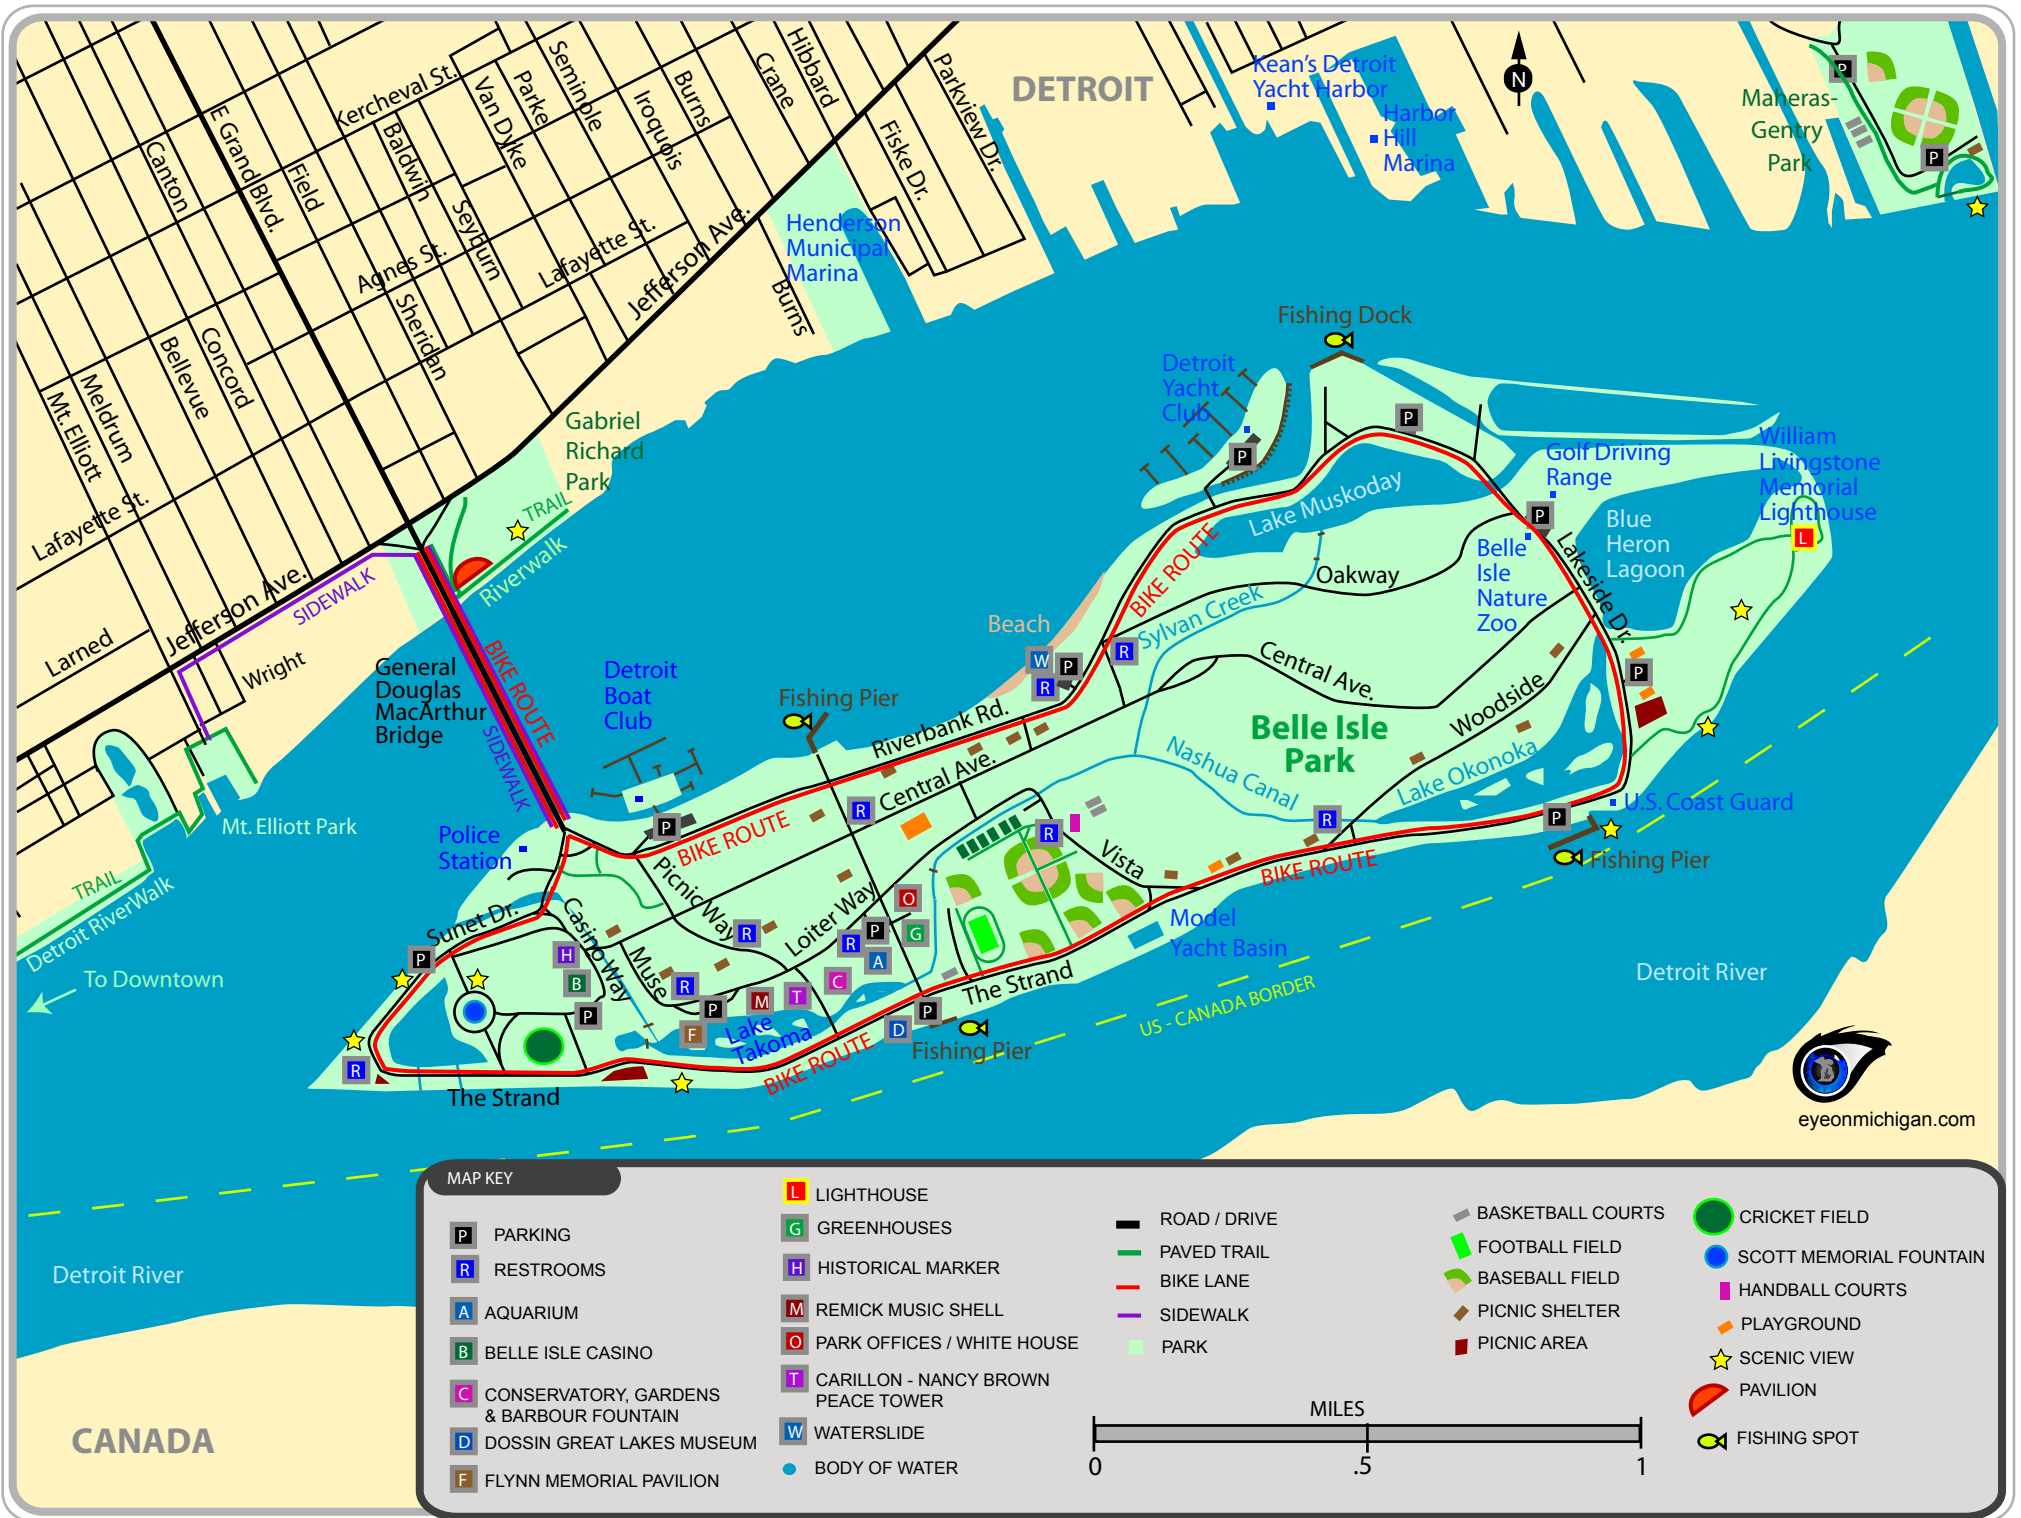 DETROIT
Kean's Detroit
Yacht Harbor
Harbor
Hill
Marina
N
Maheras-
Gentry
Park
P
P
Kercheval St.
Van Dyke
Parke
Seminole
Iroquois
Burns
Crane
Hibbard
Fiske Dr.
Parkview Dr.
Canton
E Grand Blvd.
Field
Baldwin
Seyburn
Agnes St.
Lafayette St.
Jefferson Ave.
Sheridan
Burns
Henderson
Municipal
Marina
Concord
Bellevue
Meldrum
Mt. Elliott
Lafayette St.
Jefferson Ave.
Larned
Wright
SIDEWALK
Gabriel
Richard
Park
TRAIL
Riverwalk
General
Douglas
MacArthur
Bridge
BIKE ROUTE
SIDEWALK
Mt. Elliott Park
TRAIL
Detroit RiverWalk
To Downtown
Fishing Dock
Detroit
Yacht
Club
P
P
Lake Muskoday
Golf Driving
Range
P
William
Livingstone
Memorial
Lighthouse
L
Blue
Heron
Lagoon
Belle
Isle
Nature
Zoo
Lakeside Dr.
Oakway
BIKE ROUTE
Sylvan Creek
Beach
W
P
R
R
Central Ave.
Woodside
P
Detroit
Boat
Club
Fishing Pier
Riverbank Rd.
Central Ave.
Belle Isle
Park
Nashua Canal
Lake Okonoka
U.S. Coast Guard
P
Fishing Pier
R
R
R
P
BIKE ROUTE
Police
Station
Picnic Way
Vista
BIKE ROUTE
Casino Way
Sunet Dr.
Muse
Loiter Way
O
G
P
R
A
R
C
T
M
P
R
F
H
B
P
P
Model
Yacht Basin
The Strand
P
D
Fishing Pier
Lake
Takoma
BIKE ROUTE
US - CANADA BORDER
Detroit River
R
The Strand
eyeonmichigan.com
Detroit River
CANADA
MAP KEY
P PARKING
R RESTROOMS
A AQUARIUM
B BELLE ISLE CASINO
C CONSERVATORY, GARDENS
& BARBOUR FOUNTAIN
D DOSSIN GREAT LAKES MUSEUM
F FLYNN MEMORIAL PAVILION
L LIGHTHOUSE
G GREENHOUSES
H HISTORICAL MARKER
M REMICK MUSIC SHELL
O PARK OFFICES / WHITE HOUSE
T CARILLON - NANCY BROWN
PEACE TOWER
W WATERSLIDE
BODY OF WATER
ROAD / DRIVE
PAVED TRAIL
BIKE LANE
SIDEWALK
PARK
BASKETBALL COURTS
FOOTBALL FIELD
BASEBALL FIELD
PICNIC SHELTER
PICNIC AREA
CRICKET FIELD
SCOTT MEMORIAL FOUNTAIN
HANDBALL COURTS
PLAYGROUND
SCENIC VIEW
PAVILION
FISHING SPOT
MILES
0 .5 1